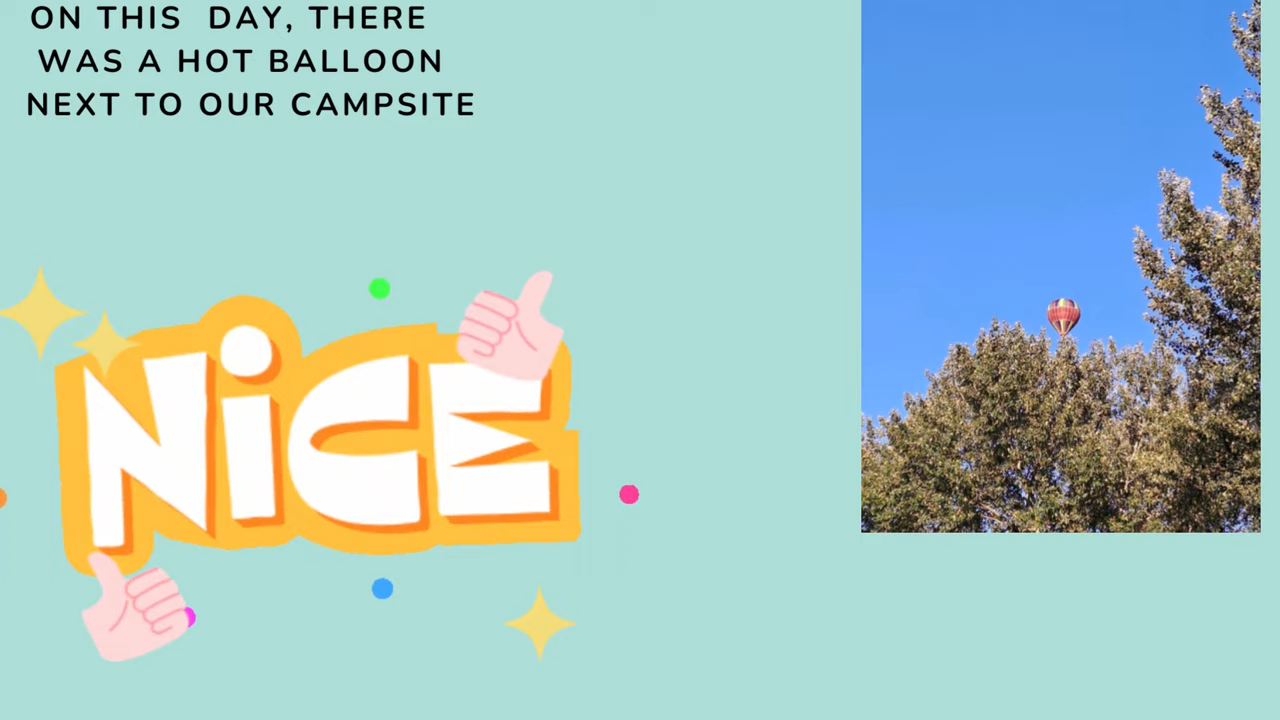 ON THIS  DAY, THERE
WAS A HOT BALLOON
NEXT TO OUR CAMPSITE
NiCE